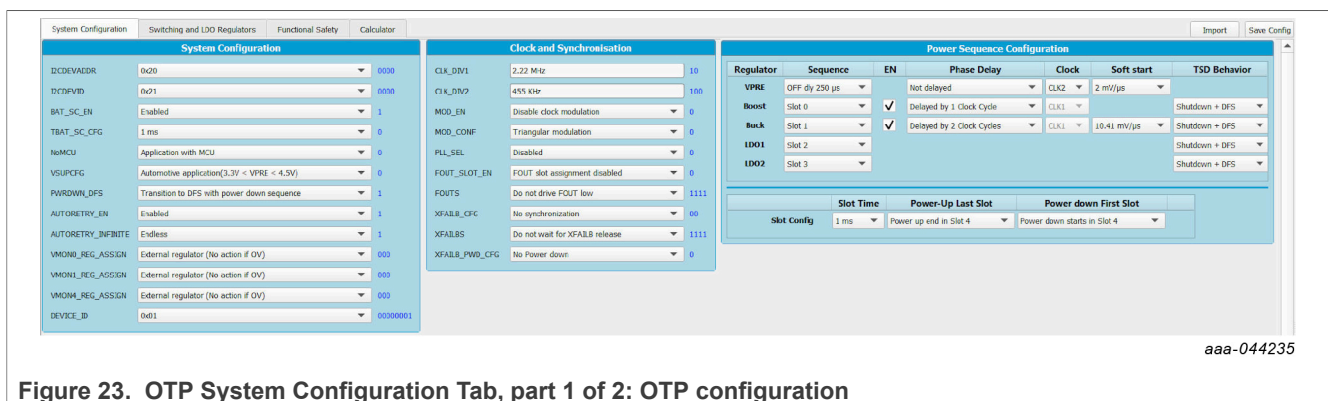 System Configuration Switching and LDO Regulators Functional Safety Calculator Import Save Config
System Configuration
I2CDEVADDR 0x20 0000
I2CDEVID 0x21 0000
BAT_SC_EN Enabled 1
TBAT_SC_CFG 1 ms 0
NoMCU Application with MCU 0
VSUPCFG Automotive application(3.3V < VPRE < 4.5V) 0
PWRDWN_DFS Transition to DFS with power down sequence 1
AUTORETRY_EN Enabled 1
AUTORETRY_INFINITE Endless 1
VMON0_REG_ASSIGN External regulator (No action if OV) 000
VMON1_REG_ASSIGN External regulator (No action if OV) 000
VMON4_REG_ASSIGN External regulator (No action if OV) 000
DEVICE_ID 0x01 00000001
Clock and Synchronisation
CLK_DIV1 2.22 MHz 10
CLK_DIV2 455 KHz 100
MOD_EN Disable clock modulation 0
MOD_CONF Triangular modulation 0
PLL_SEL Disabled 0
FOUT_SLOT_EN FOUT slot assignment disabled 0
FOUTS Do not drive FOUT low 1111
XFAILB_CFG No synchronization 00
XFAILBS Do not wait for XFAILB release 1111
XFAILB_PWD_CFG No Power down 0
Power Sequence Configuration
Regulator Sequence EN Phase Delay Clock Soft start TSD Behavior
VPRE OFF dly 250 µs Not delayed CLK2 2 mV/µs
Boost Slot 0 Delayed by 1 Clock Cycle CLK1 Shutdown + DFS
Buck Slot 1 Delayed by 2 Clock Cycles CLK1 10.41 mV/µs Shutdown + DFS
LDO1 Slot 2 Shutdown + DFS
LDO2 Slot 3 Shutdown + DFS
Slot Time Power-Up Last Slot Power down First Slot
Slot Config 1 ms Power up end in Slot 4 Power down starts in Slot 4
aaa-044235
Figure 23. OTP System Configuration Tab, part 1 of 2: OTP configuration